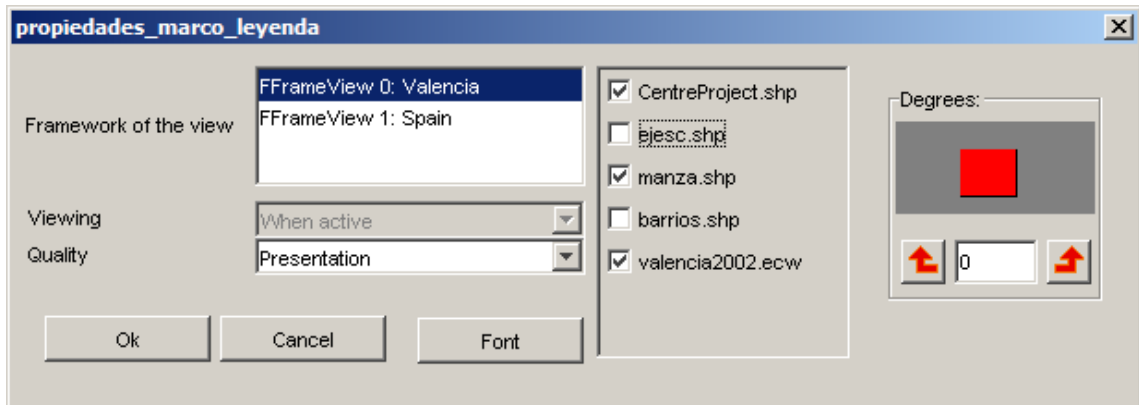 propiedades_marco_leyenda
Framework of the view
FFrameView 0: Valencia
FFrameView 1: Spain
Viewing
When active
Quality
Presentation
Ok
Cancel
Font
CentreProject.shp
ejesc.shp
manza.shp
barrios.shp
valencia2002.ecw
Degrees:
0